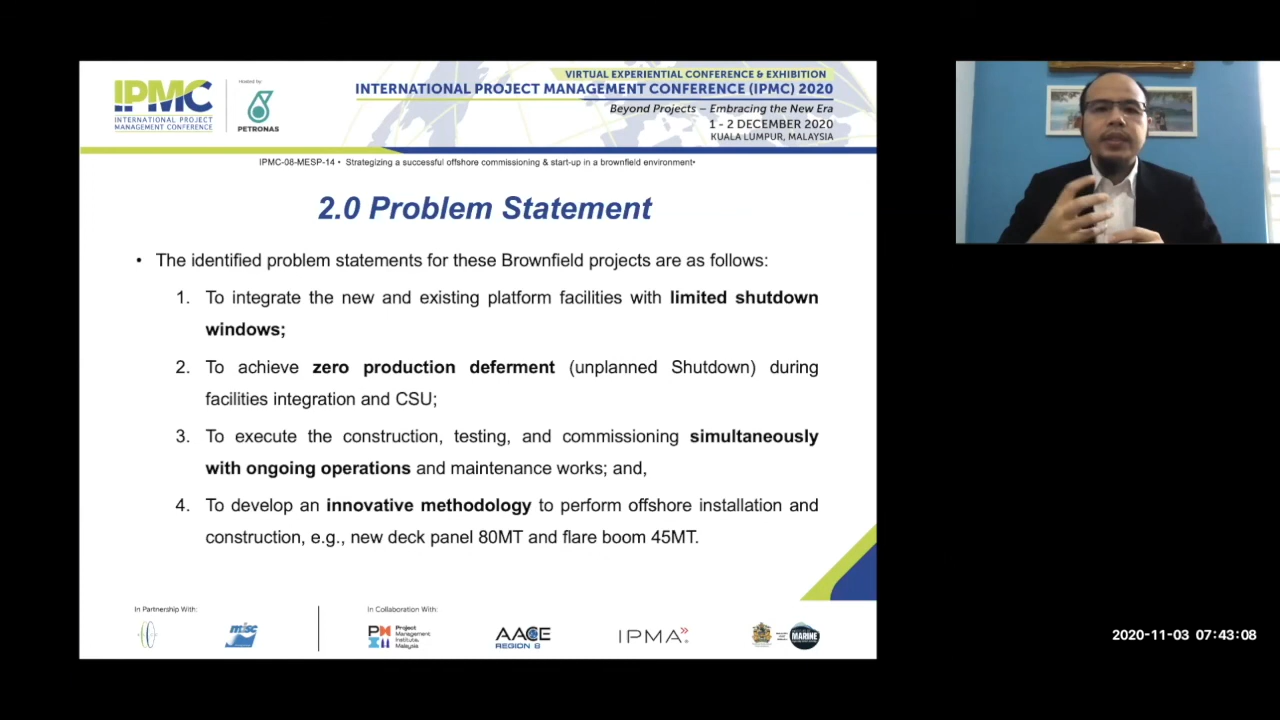 VIRTUAL EXPERIENTIAL CONFERENCE & EXHIBITION
INTERNATIONAL PROJECT MANAGEMENT CONFERENCE (IPMC) 2020
Beyond Projects – Embracing the New Era
1 - 2 DECEMBER 2020
KUALA LUMPUR, MALAYSIA
IPMC
INTERNATIONAL PROJECT
MANAGEMENT CONFERENCE
Hosted by:
PETRONAS
IPMC-08-MESP-14 • Strategizing a successful offshore commissioning & start-up in a brownfield environment•
2.0 Problem Statement
• The identified problem statements for these Brownfield projects are as follows:
1. To integrate the new and existing platform facilities with limited shutdown
windows;
2. To achieve zero production deferment (unplanned Shutdown) during
facilities integration and CSU;
3. To execute the construction, testing, and commissioning simultaneously
with ongoing operations and maintenance works; and,
4. To develop an innovative methodology to perform offshore installation and
construction, e.g., new deck panel 80MT and flare boom 45MT.
In Partnership With:
misc
In Collaboration With:
Project
Management
Institute,
Malaysia
AACE
REGION 8
IPMA
MARINE
2020-11-03 07:43:08